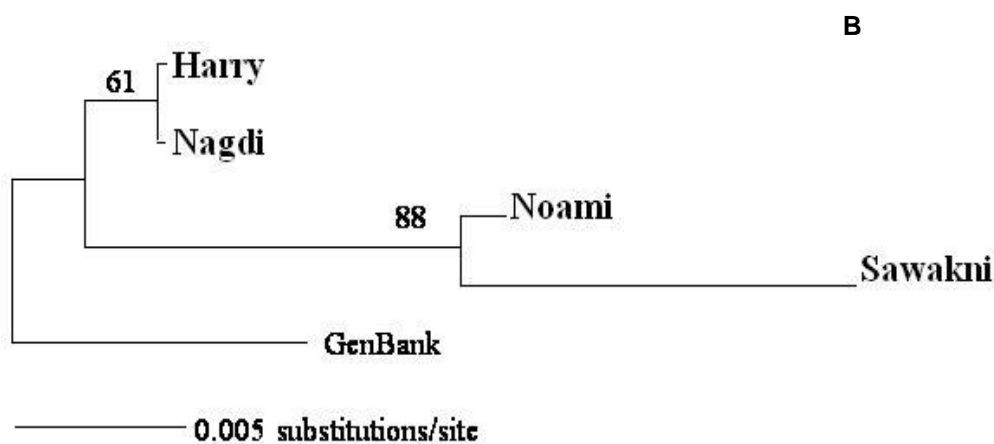 B
Harry
61
Nagdi
88
Noami
Sawakni
GenBank
0.005 substitutions/site